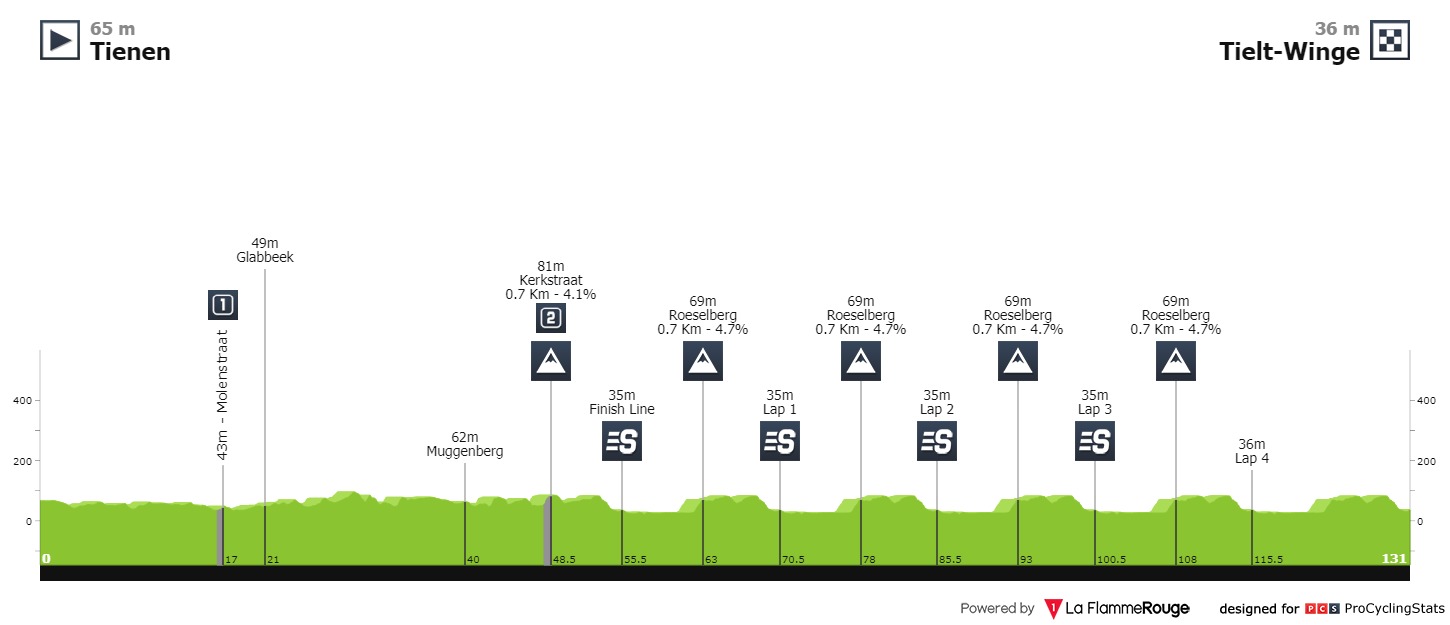 65 m
Tienen
36 m
Tielt-Winge
49m
Glabbeek
1
43m - Molenstraat
62m
Muggenberg
81m
Kerkstraat
0.7 Km - 4.1%
2
35m
Finish Line
S
69m
Roeselberg
0.7 Km - 4.7%
35m
Lap 1
S
69m
Roeselberg
0.7 Km - 4.7%
35m
Lap 2
S
69m
Roeselberg
0.7 Km - 4.7%
35m
Lap 3
S
69m
Roeselberg
0.7 Km - 4.7%
36m
Lap 4
400 400
200 200
0 0
0 17 21 40 48.5 55.5 63 70.5 78 85.5 93 100.5 108 115.5 131
Powered by 1 La FlammeRouge designed for PCS ProCyclingStats